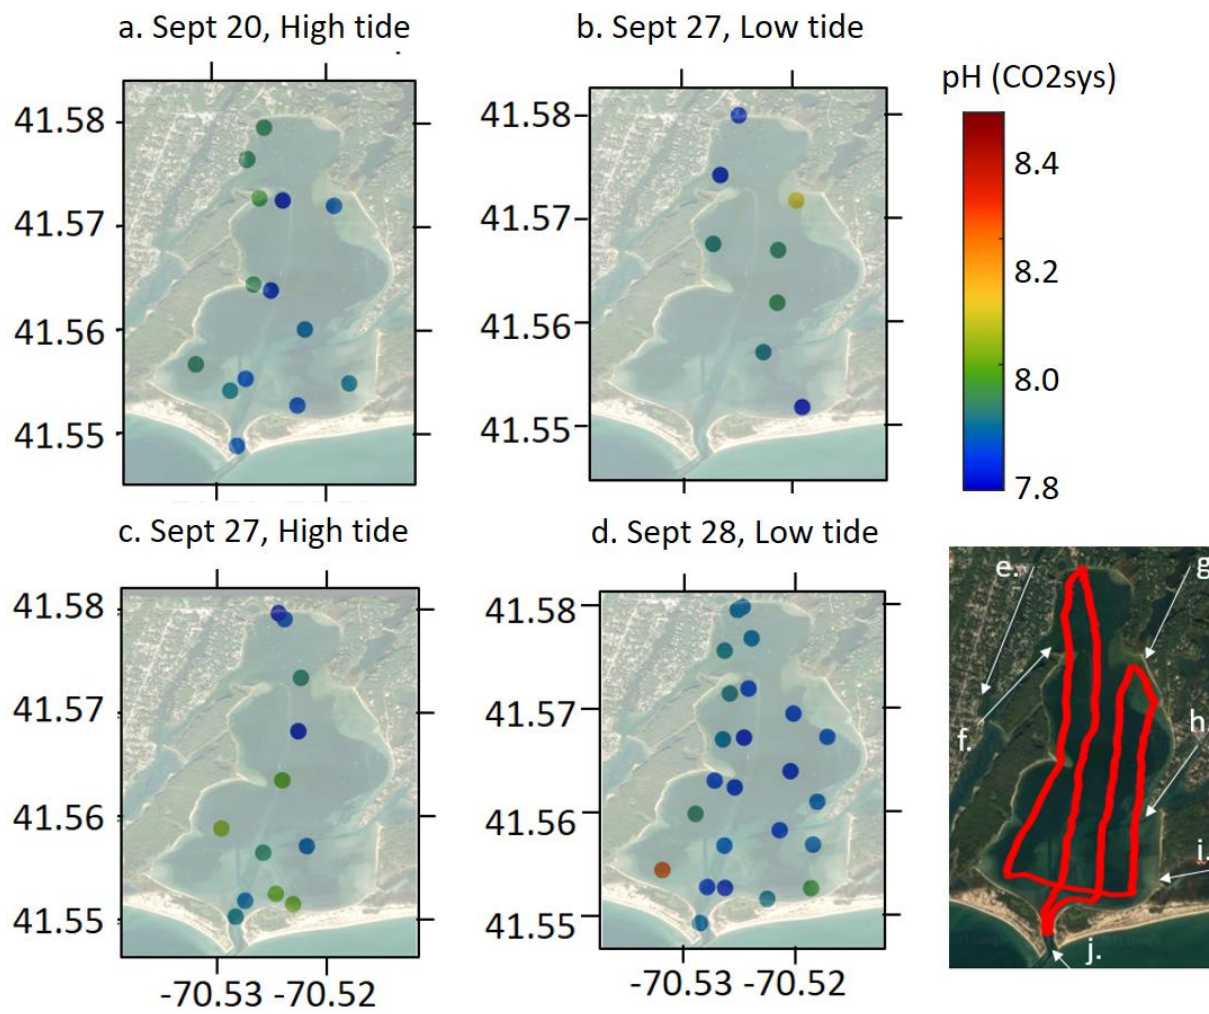 a. Sept 20, High tide
b. Sept 27, Low tide
pH (CO2sys)
41.58
41.57
41.56
41.55
41.58
41.57
41.56
41.55
8.4
8.2
8.0
7.8
c. Sept 27, High tide
d. Sept 28, Low tide
41.58
41.57
41.56
41.55
-70.53 -70.52
41.58
41.57
41.56
41.55
-70.53 -70.52
e.
g
h.
f.
i.
j.